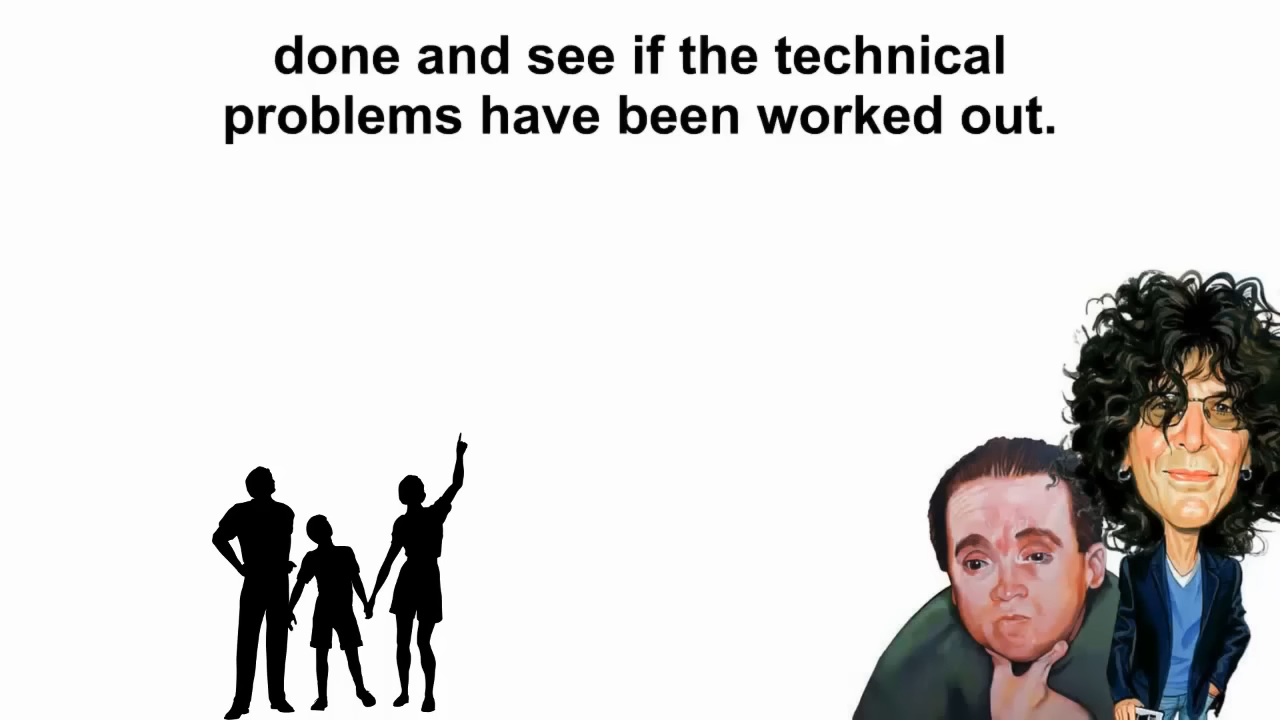 done and see if the technical
problems have been worked out.